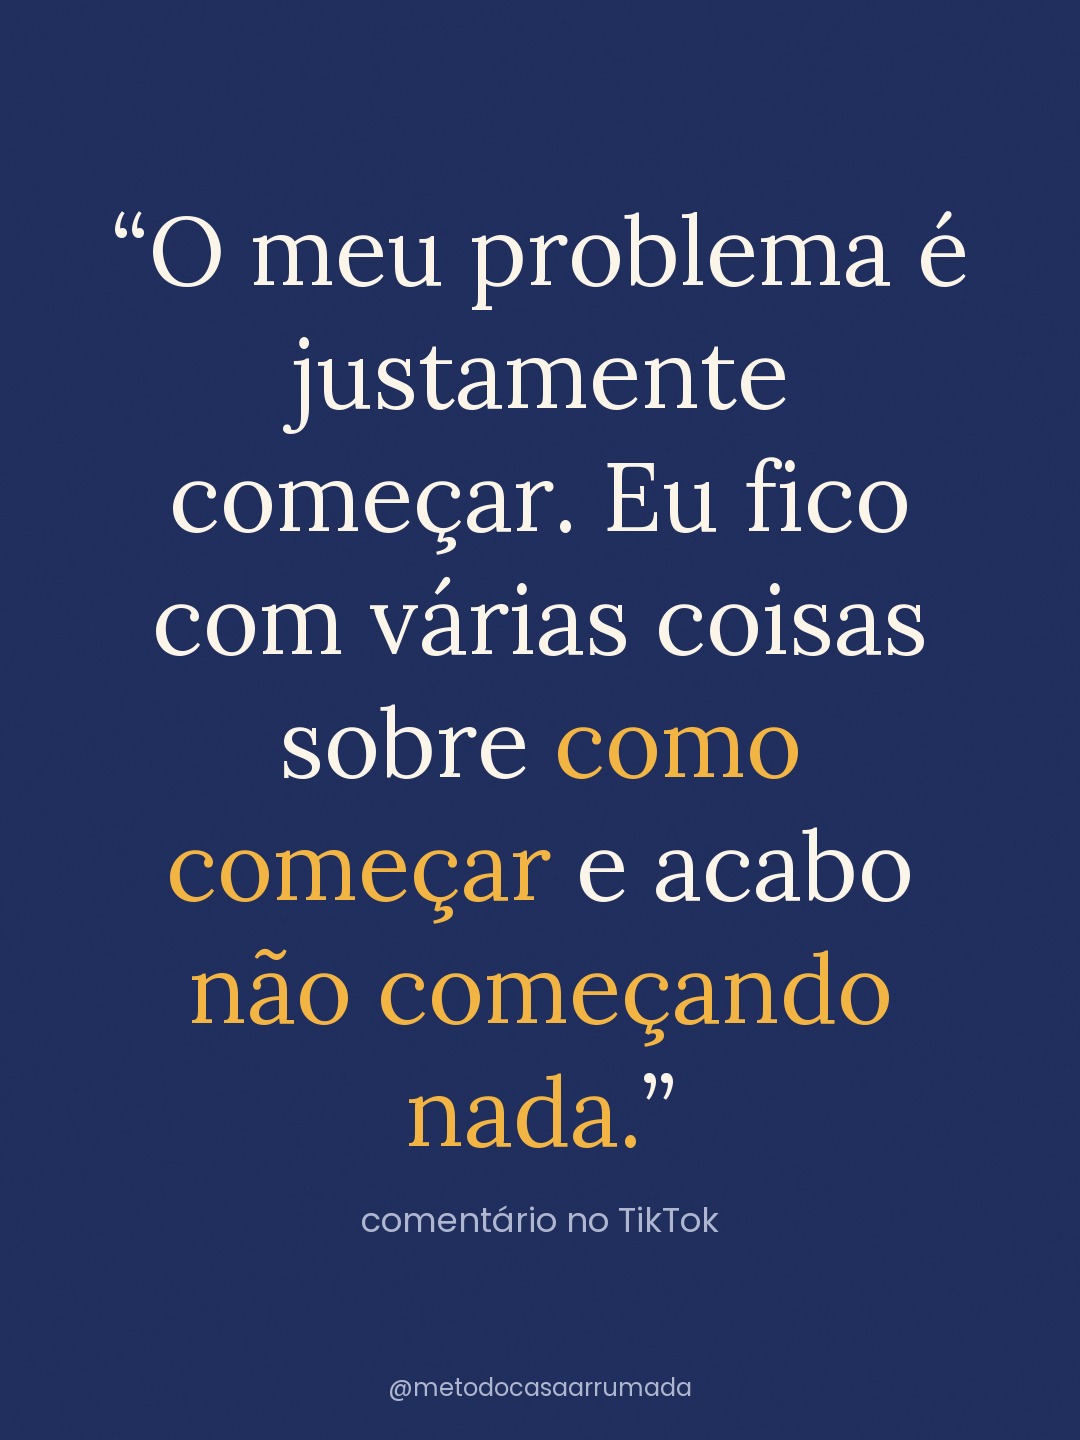 “O meu problema é
justamente
começar. Eu fico
com várias coisas
sobre como
começar e acabo
não começando
nada.”
comentário no TikTok
@metodocasaarrumada